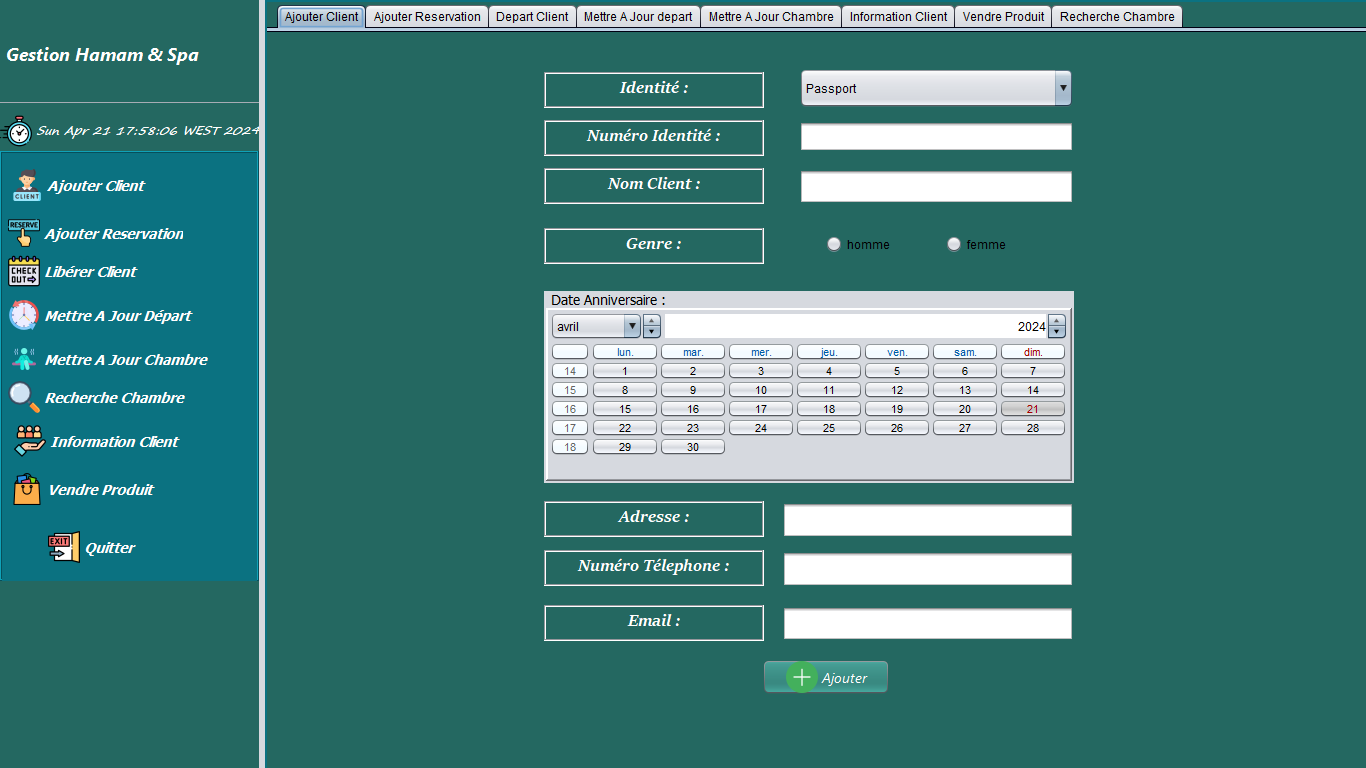 Ajouter Client Ajouter Reservation Depart Client Mettre A Jour depart Mettre A Jour Chambre Information Client Vendre Produit Recherche Chambre
Gestion Hamam & Spa
Sun Apr 21 17:58:06 WEST 2024
CLIENT Ajouter Client
RESERVE Ajouter Reservation
CHECK OUT Libérer Client
Mettre A Jour Départ
Mettre A Jour Chambre
Recherche Chambre
Information Client
Vendre Produit
EXIT Quitter
Identité : Passport
Numéro Identité :
Nom Client :
Genre : homme femme
Date Anniversaire :
avril 2024
lun. mar. mer. jeu. ven. sam. dim.
14 1 2 3 4 5 6 7
15 8 9 10 11 12 13 14
16 15 16 17 18 19 20 21
17 22 23 24 25 26 27 28
18 29 30
Adresse :
Numéro Télephone :
Email :
Ajouter